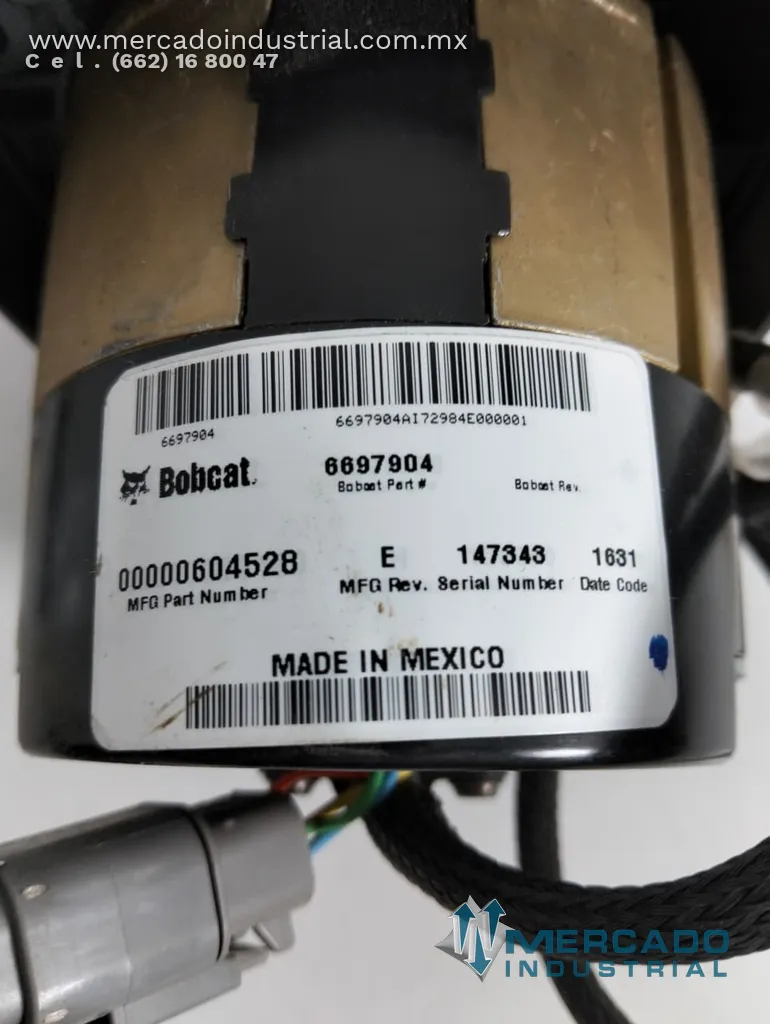 www.mercadoindustrial.com.mx
Cel. (662) 16 800 47
6697904
6697904AI72984E000001
Bobcat.
6697904
Bobcat Part #
Bobcat Rev.
00000604528
E
147343
1631
MFG Part Number
MFG Rev.
Serial Number
Date Code
MADE IN MEXICO
MERCADO
INDUSTRIAL